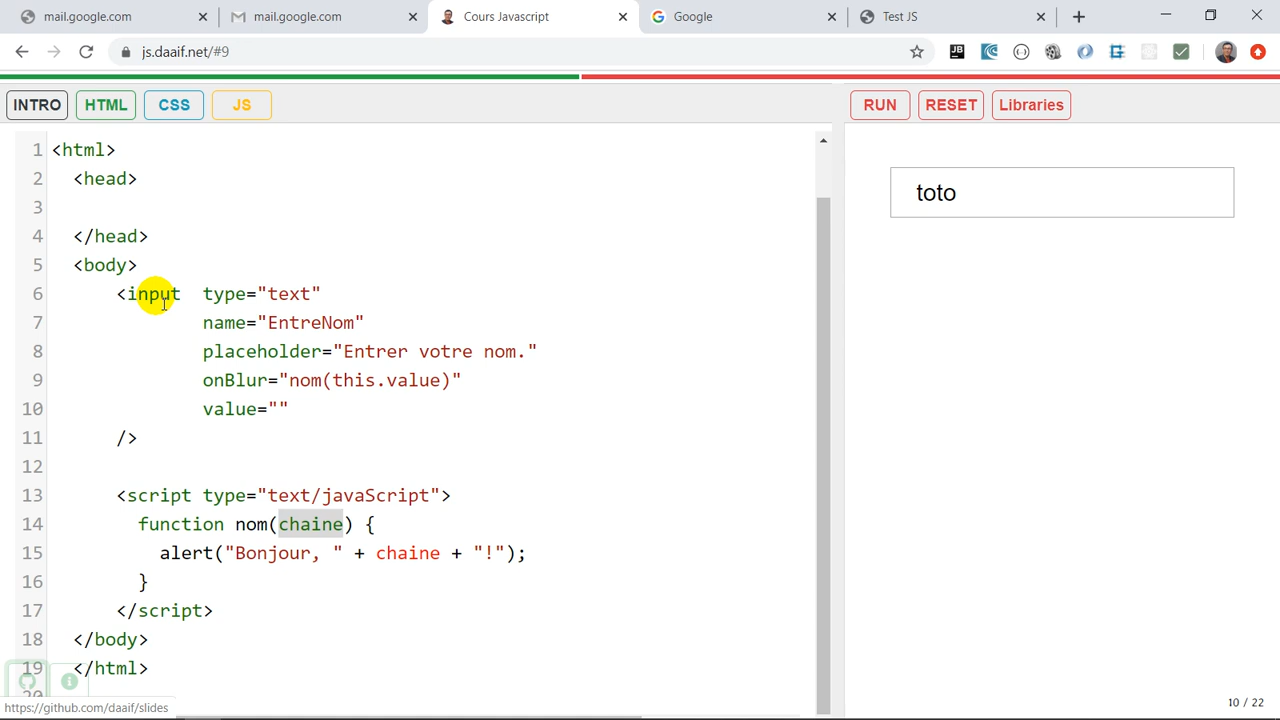 mail.google.com
mail.google.com
Cours Javascript
Google
Test JS
js.daaif.net/#9
JB
INTRO HTML CSS JS
RUN RESET Libraries
1 <html>
2 <head>
3
4 </head>
5 <body>
6 <input type="text"
7 name="EntreNom"
8 placeholder="Entrer votre nom."
9 onBlur="nom(this.value)"
10 value=""
11 />
12
13 <script type="text/javaScript">
14 function nom(chaine) {
15 alert("Bonjour, " + chaine + "!");
16 }
17 </script>
18 </body>
19 </html>
20
toto
https://github.com/daaif/slides
10 / 22